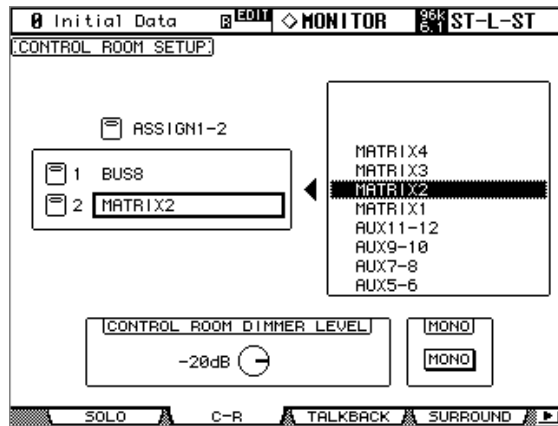 0 Initial Data R EDIT ◇MONITOR 96k 6.1 ST-L-ST
CONTROL ROOM SETUP
ASSIGN1-2
1 BUS8
2 MATRIX2
MATRIX4
MATRIX3
MATRIX2
MATRIX1
AUX11-12
AUX9-10
AUX7-8
AUX5-6
CONTROL ROOM DIMMER LEVEL
-20dB
MONO
MONO
SOLO C-R TALKBACK SURROUND